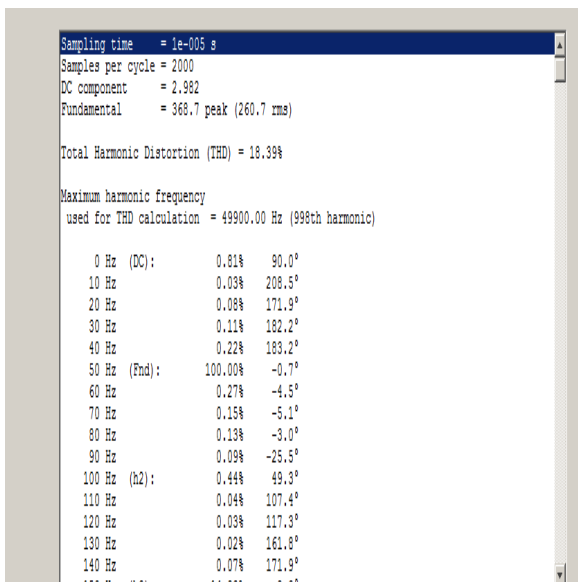 Sampling time = 1e-005 s
Samples per cycle = 2000
DC component = 2.982
Fundamental = 368.7 peak (260.7 rms)
Total Harmonic Distortion (THD) = 18.39%
Maximum harmonic frequency
used for THD calculation = 49900.00 Hz (998th harmonic)
0 Hz (DC): 0.81% 90.0°
10 Hz 0.03% 208.5°
20 Hz 0.08% 171.9°
30 Hz 0.11% 182.2°
40 Hz 0.22% 183.2°
50 Hz (Fnd): 100.00% -0.7°
60 Hz 0.27% -4.5°
70 Hz 0.15% -5.1°
80 Hz 0.13% -3.0°
90 Hz 0.09% -25.5°
100 Hz (h2): 0.44% 49.3°
110 Hz 0.04% 107.4°
120 Hz 0.03% 117.3°
130 Hz 0.02% 161.8°
140 Hz 0.07% 171.9°